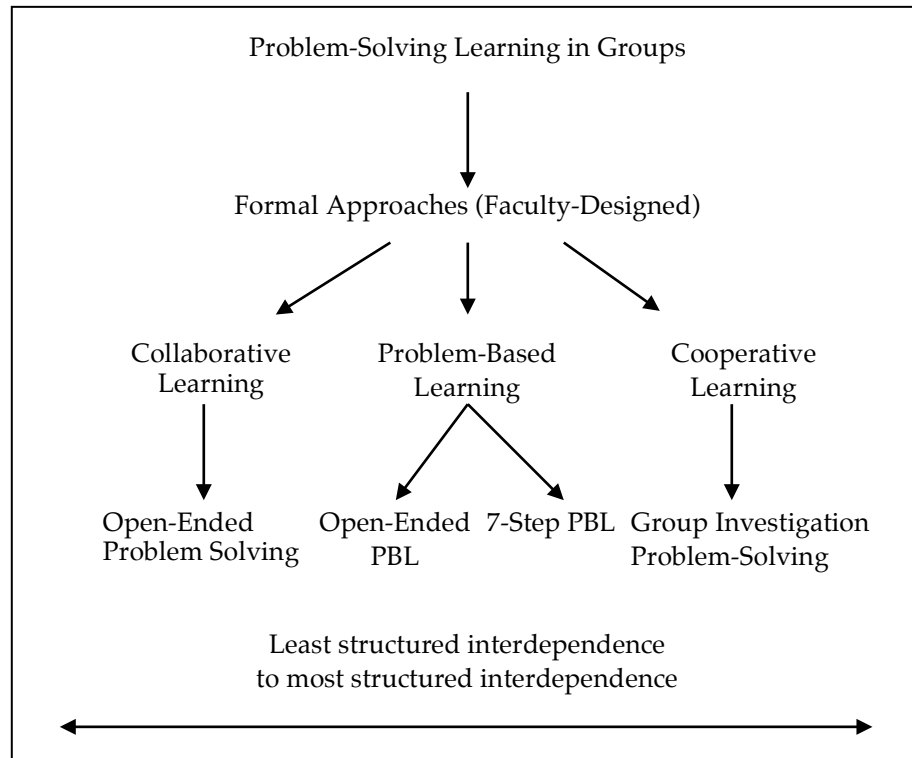 Problem-Solving Learning in Groups
Formal Approaches (Faculty-Designed)
Collaborative
Learning
Problem-Based
Learning
Cooperative
Learning
Open-Ended
Problem Solving
Open-Ended
PBL
7-Step PBL
Group Investigation
Problem-Solving
Least structured interdependence
to most structured interdependence